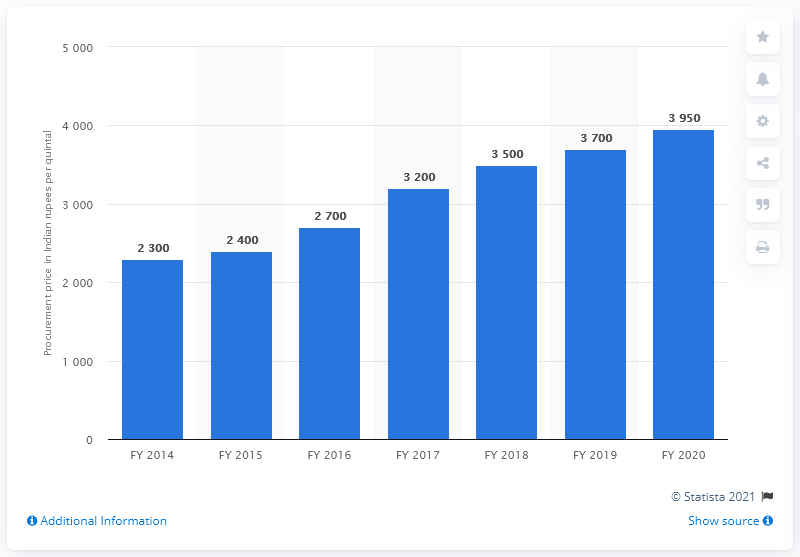 5 000
4 000
3 000
2 000
1 000
0
Procurement price in Indian rupees per quintal
2 300
2 400
2 700
3 200
3 500
3 700
3 950
FY 2014
FY 2015
FY 2016
FY 2017
FY 2018
FY 2019
FY 2020
© Statista 2021
Additional Information
Show source